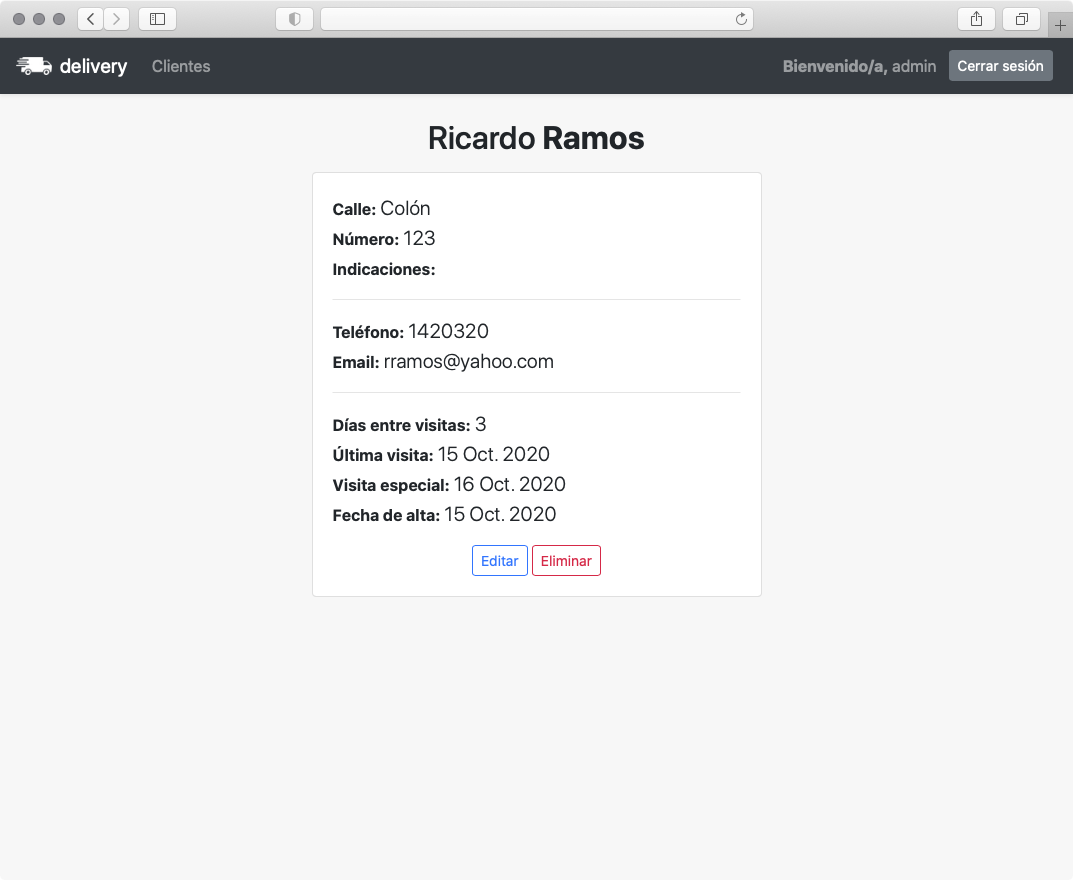 delivery Clientes Bienvenido/a, admin Cerrar sesión
Ricardo Ramos
Calle: Colón
Número: 123
Indicaciones:
Teléfono: 1420320
Email: rramos@yahoo.com
Días entre visitas: 3
Última visita: 15 Oct. 2020
Visita especial: 16 Oct. 2020
Fecha de alta: 15 Oct. 2020
Editar Eliminar